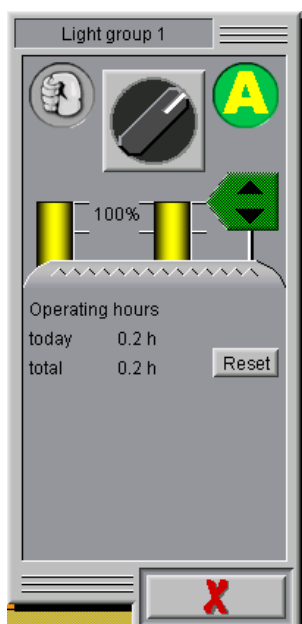 Light group 1
A
100%
Operating hours
today 0.2 h
total 0.2 h Reset
X